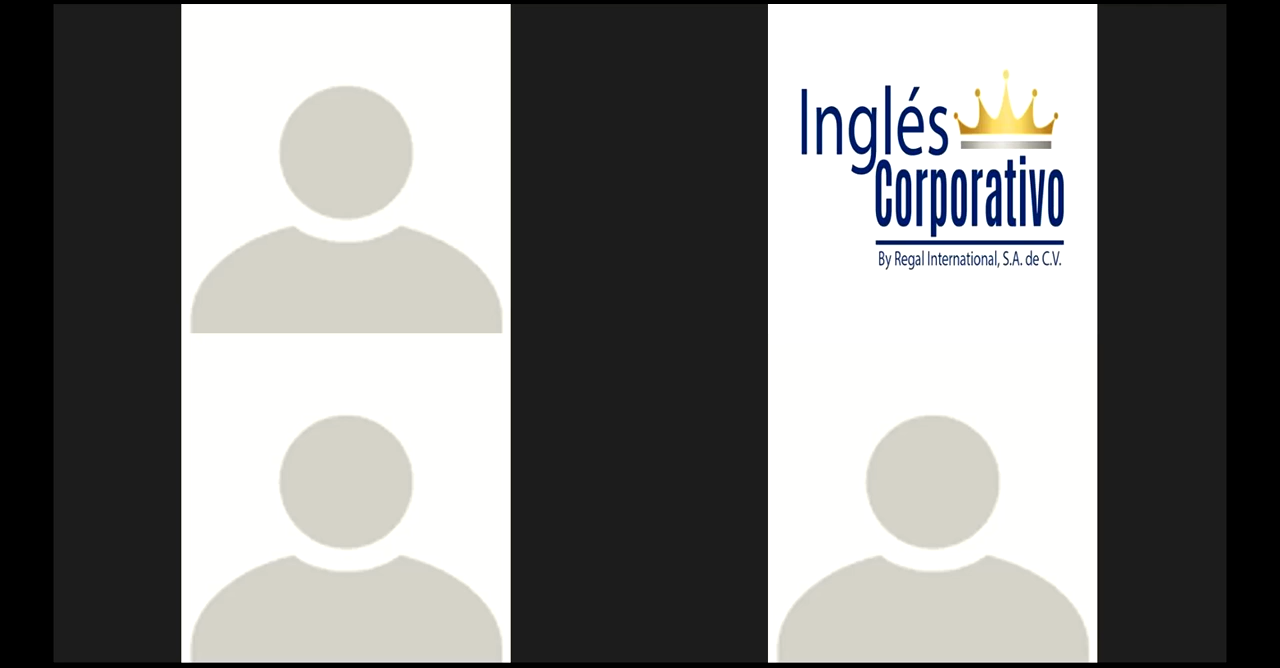 Inglés
Corporativo
By Regal International, S.A. de C.V.